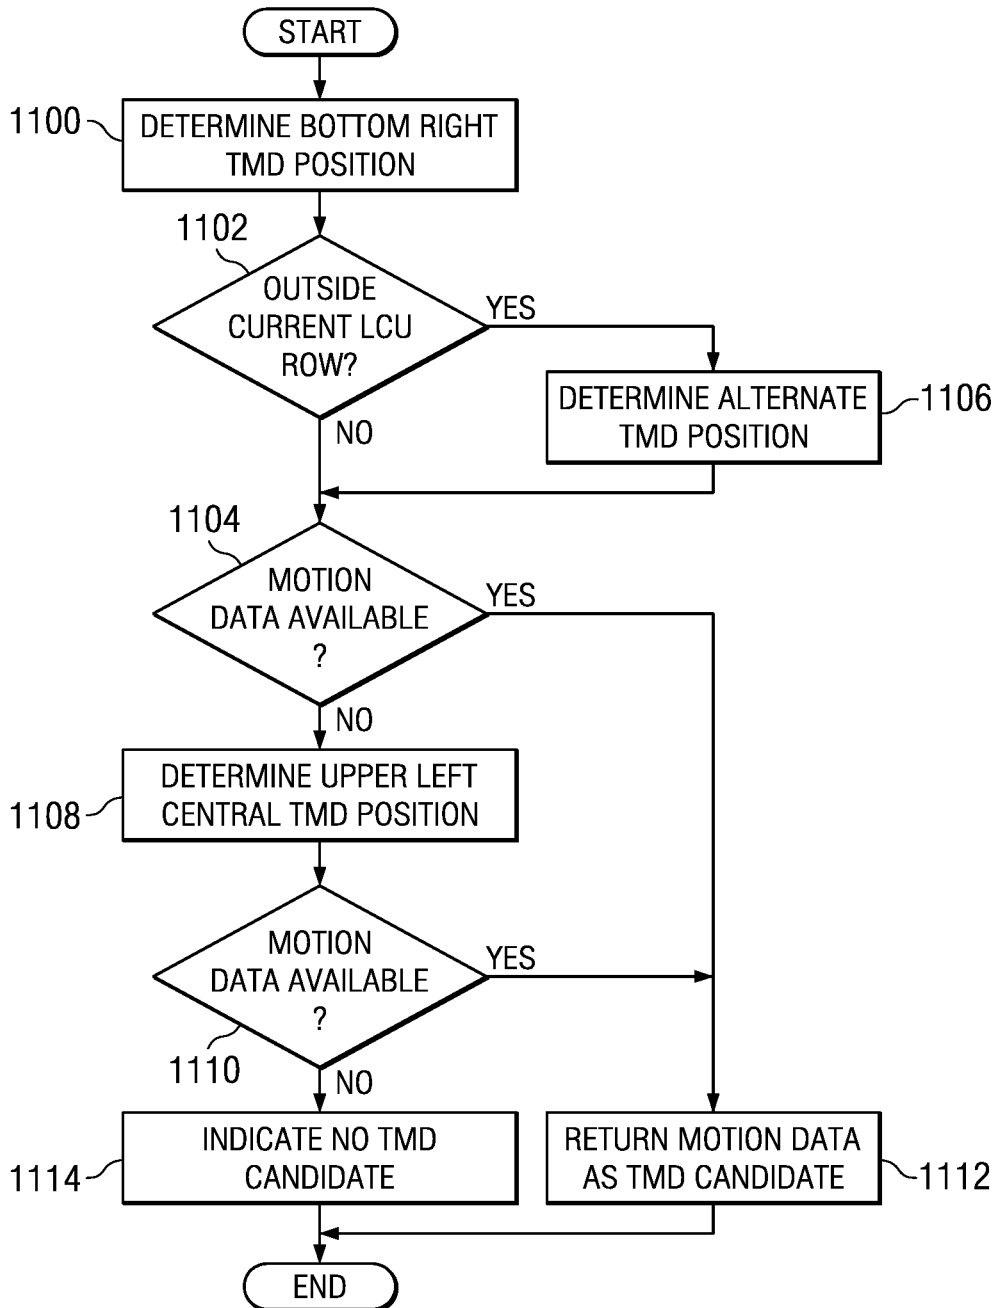 START
1100
DETERMINE BOTTOM RIGHT
TMD POSITION
1102
OUTSIDE
CURRENT LCU
ROW?
YES
NO
DETERMINE ALTERNATE
TMD POSITION
1106
1104
MOTION
DATA AVAILABLE
?
YES
NO
1108
DETERMINE UPPER LEFT
CENTRAL TMD POSITION
MOTION
DATA AVAILABLE
?
YES
1110
NO
1114
INDICATE NO TMD
CANDIDATE
RETURN MOTION DATA
AS TMD CANDIDATE
1112
END